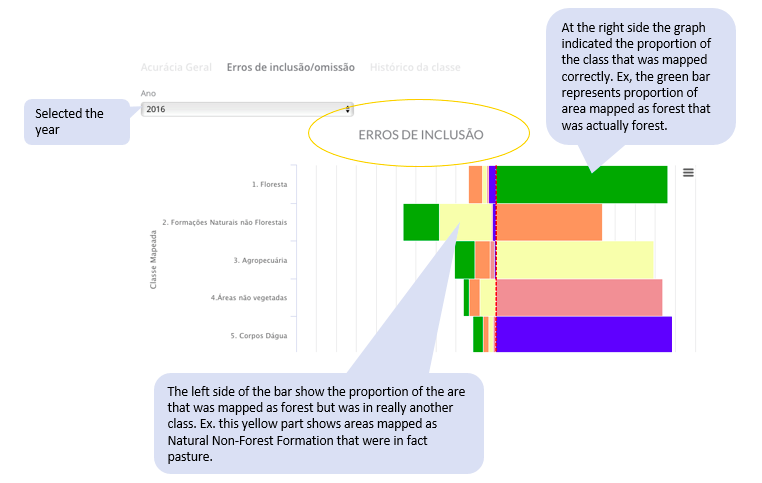 At the right side the graph
indicated the proportion of
the class that was mapped
correctly. Ex, the green bar
represents proportion of
area mapped as forest that
was actually forest.
Acurácia Geral Erros de inclusão/omissão Histórico da classe
Ano
2016
Selected the
year
ERROS DE INCLUSÃO
Classe Mapeada
1. Floresta
2. Formações Naturais não Florestais
3. Agropecuária
4.Áreas não vegetadas
5. Corpos Dágua
The left side of the bar show the proportion of the are
that was mapped as forest but was in really another
class. Ex. this yellow part shows areas mapped as
Natural Non-Forest Formation that were in fact
pasture.